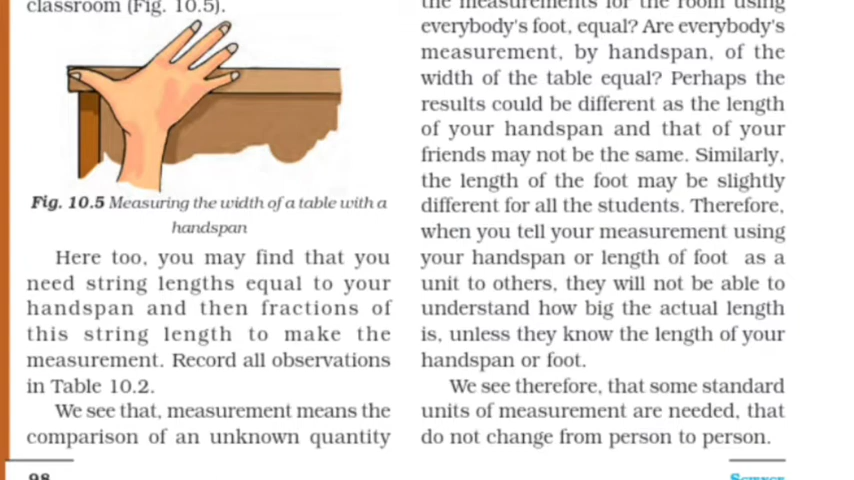 classroom (Fig. 10.5).
Fig. 10.5 Measuring the width of a table with a
handspan
Here too, you may find that you
need string lengths equal to your
handspan and then fractions of
this string length to make the
measurement. Record all observations
in Table 10.2.
We see that, measurement means the
comparison of an unknown quantity
98
the measurements for the room using
everybody's foot, equal? Are everybody's
measurement, by handspan, of the
width of the table equal? Perhaps the
results could be different as the length
of your handspan and that of your
friends may not be the same. Similarly,
the length of the foot may be slightly
different for all the students. Therefore,
when you tell your measurement using
your handspan or length of foot as a
unit to others, they will not be able to
understand how big the actual length
is, unless they know the length of your
handspan or foot.
We see therefore, that some standard
units of measurement are needed, that
do not change from person to person.
SCIENCE